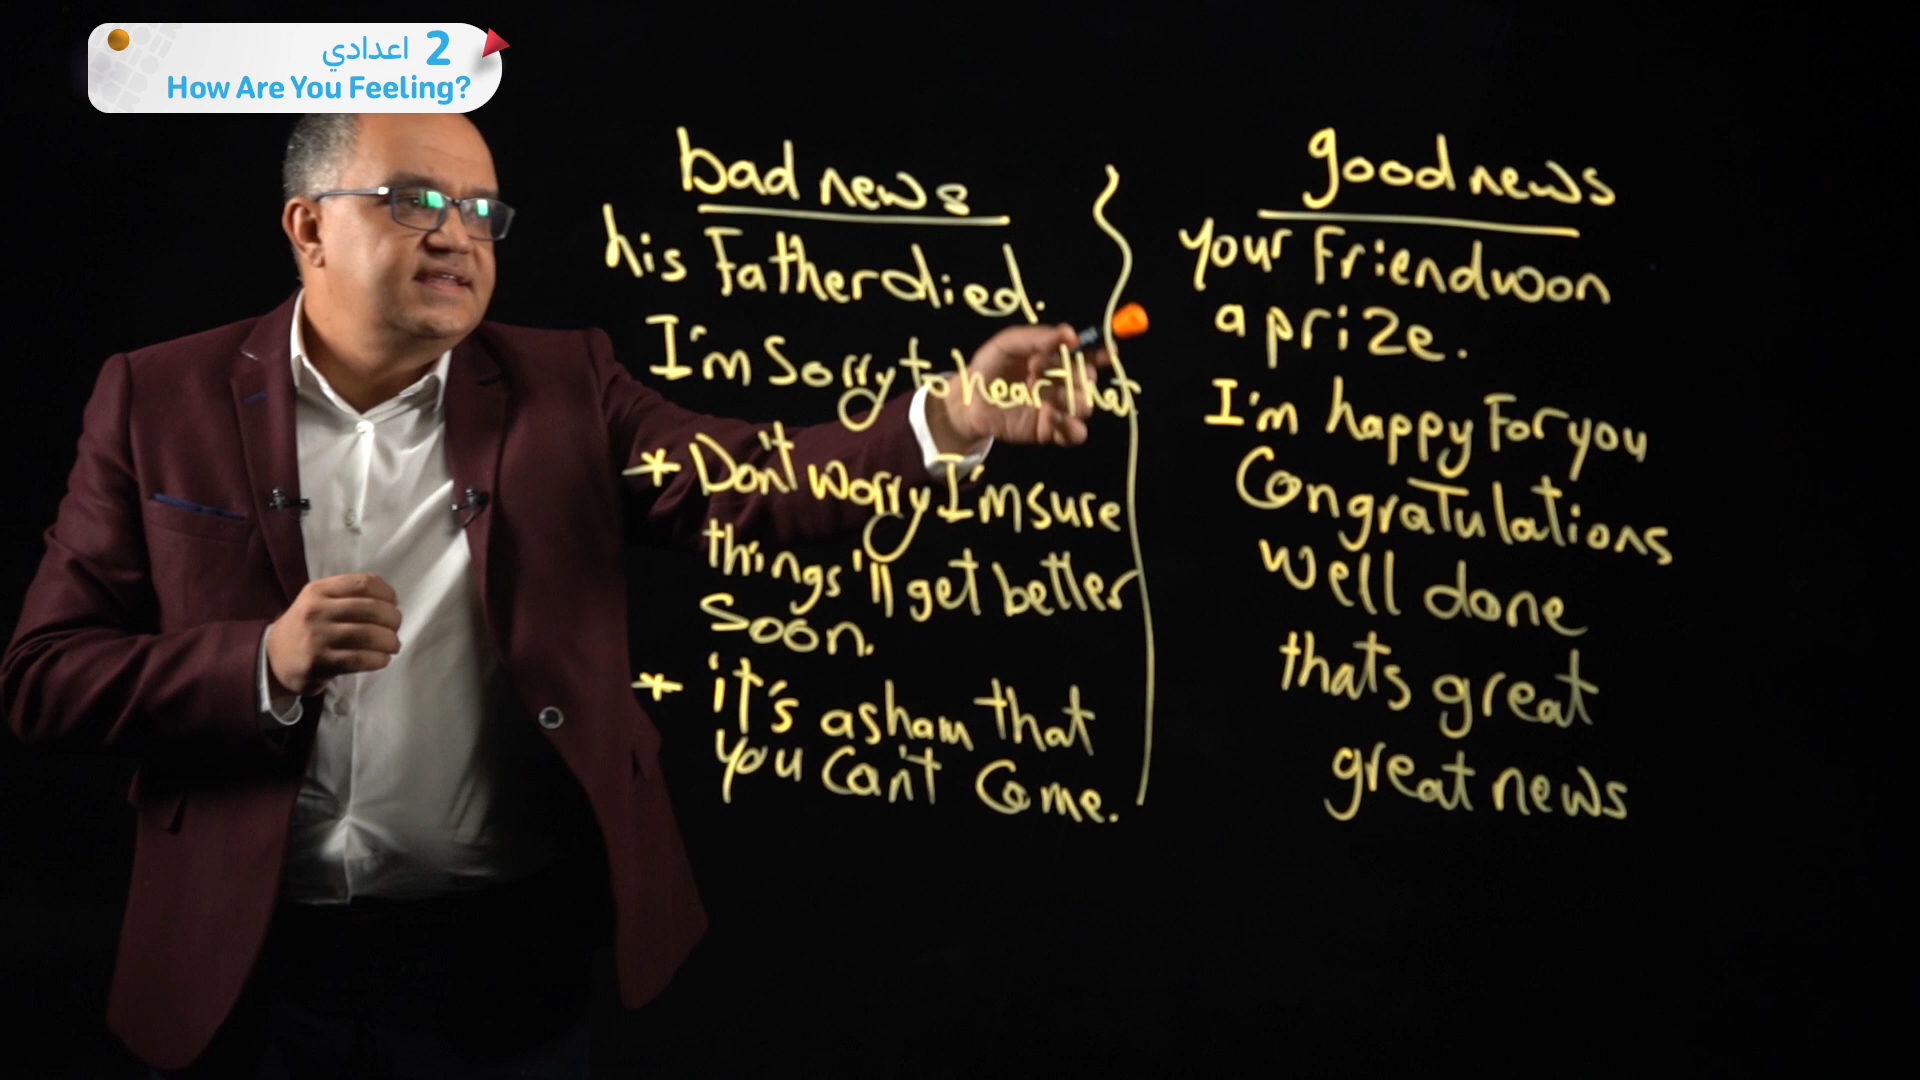 2 اعدادي
How Are You Feeling?
bad news
his Father died.
I'm Sorry to hear that
* Don't worry I'm sure
things'll get better
soon.
* it's a sham that
you can't Come.
good news
your Friend woon
a prize.
I'm happy For you
Congratulations
well done
thats great
great news